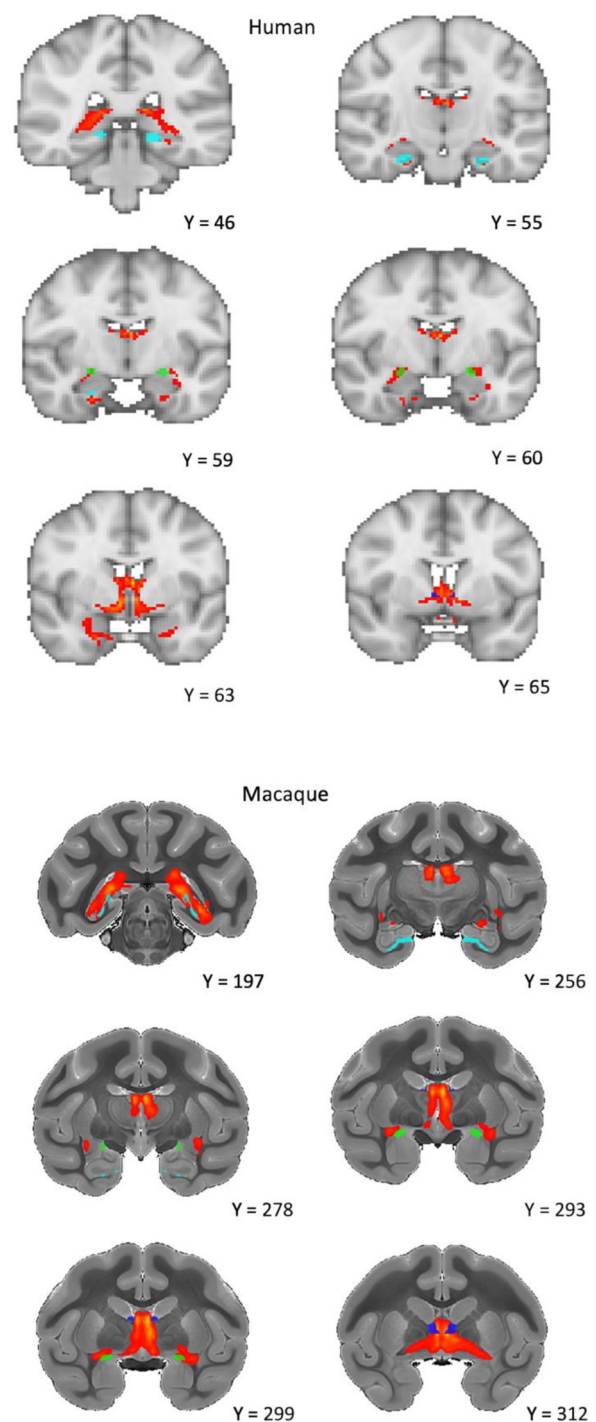 Human
Y = 46
Y = 55
Y = 59
Y = 60
Y = 63
Y = 65
Macaque
Y = 197
Y = 256
Y = 278
Y = 293
Y = 299
Y = 312